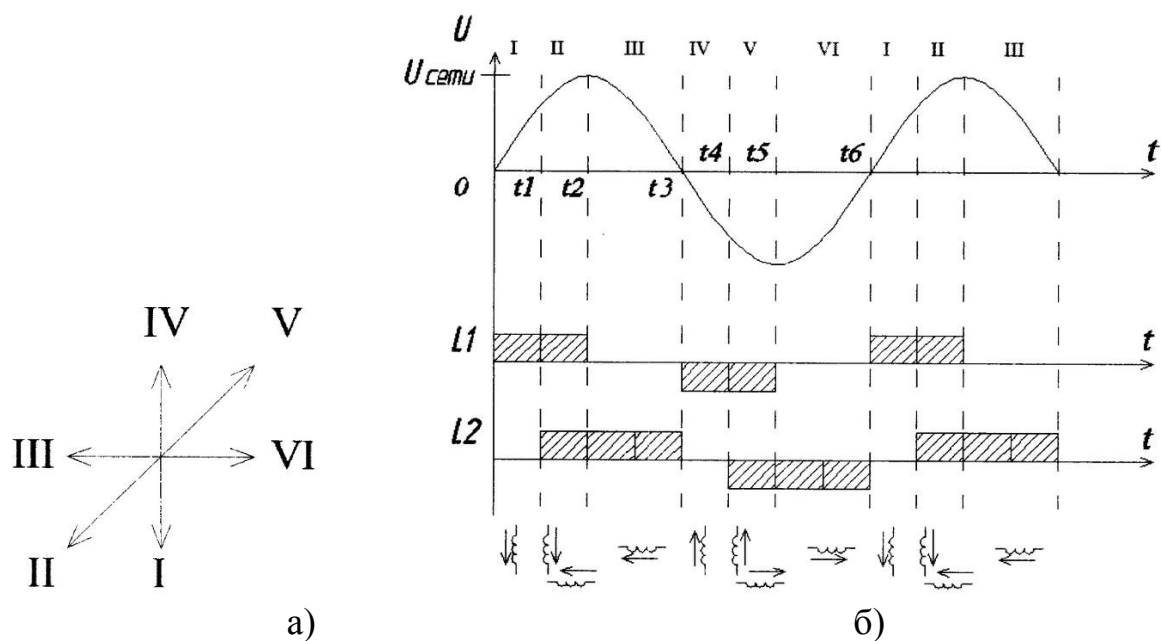 U
I II III IV V VI I II III
U сети
t4 t5 t6 t
0 t1 t2 t3
L1 t
L2 t
IV V
III VI
II I
а) б)